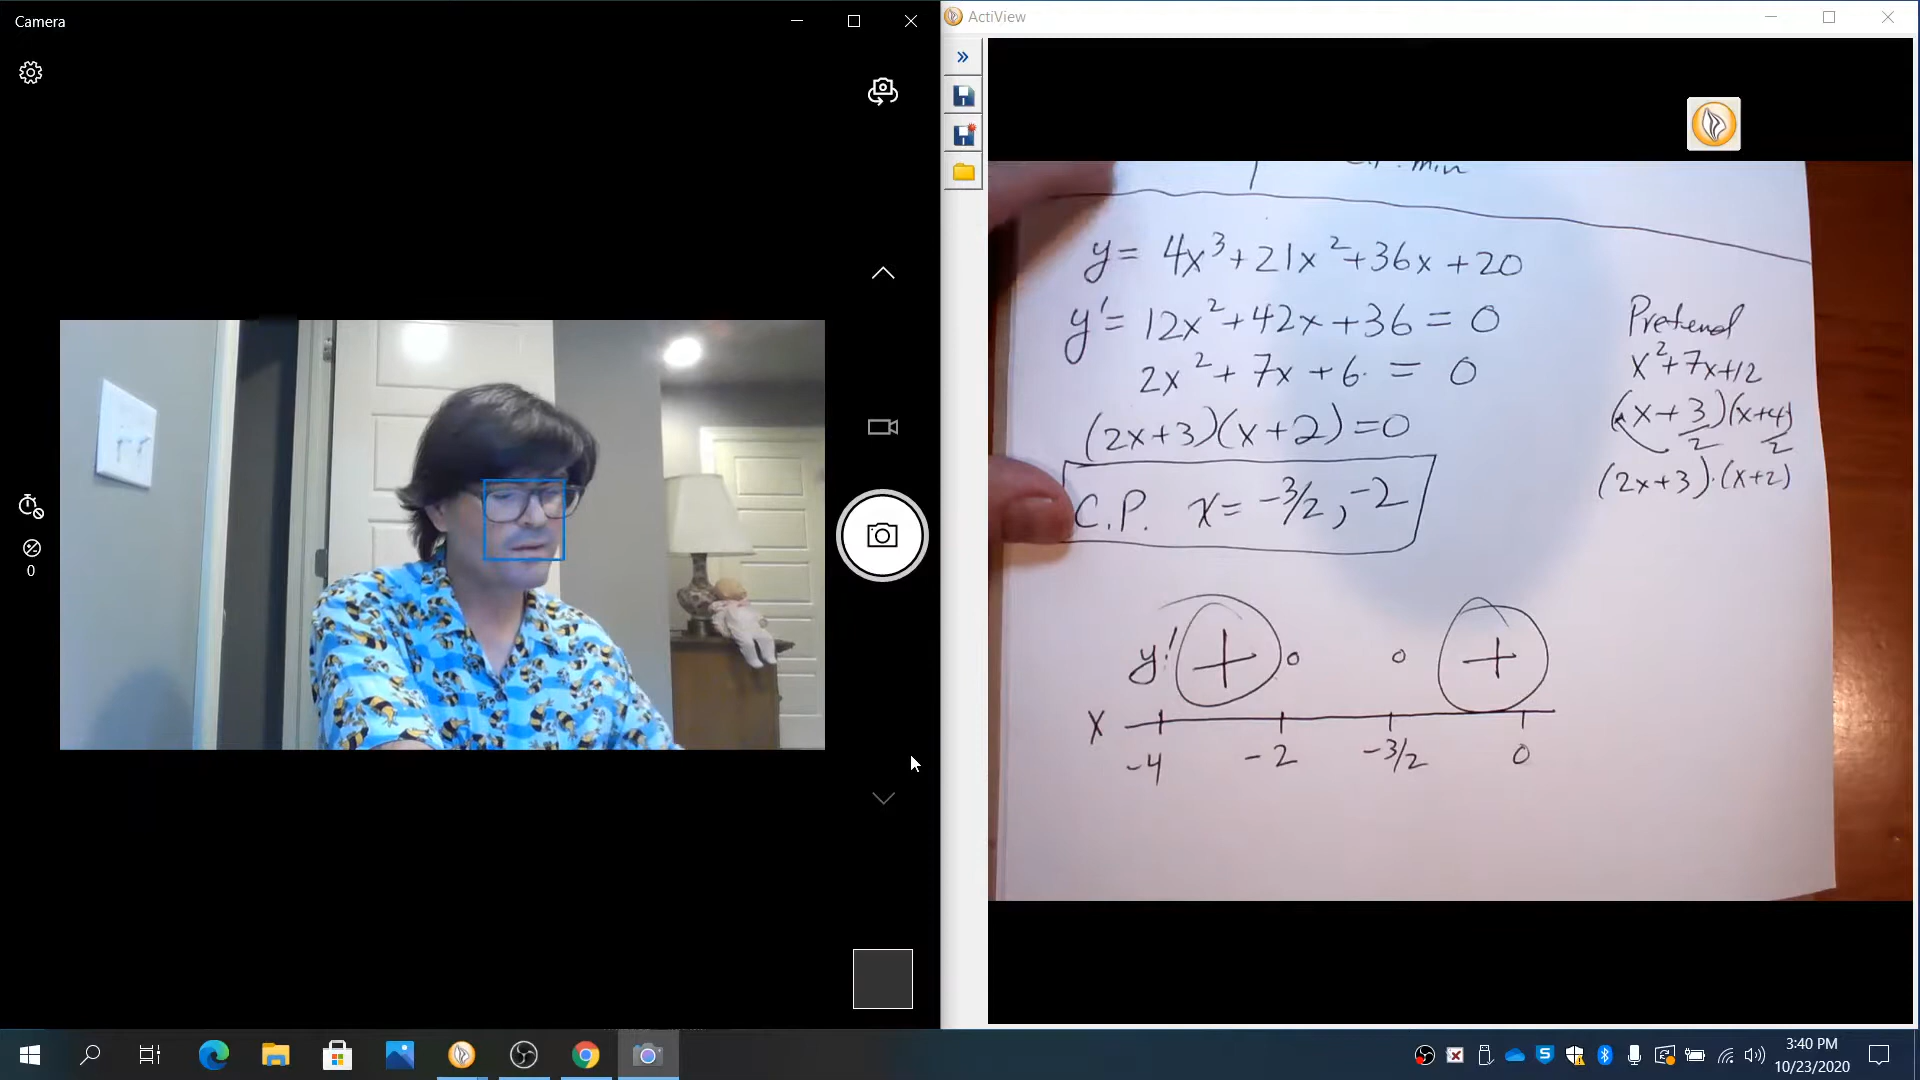 Camera
ActiView
0
min
y = 4x³+21x²+36x+20
y' = 12x²+42x+36 = 0
2x²+7x+6 = 0
(2x+3)(x+2)=0
C.P. x= -3/2, -2
Pretend
x²+7x+12
(x+3/2)(x+4/2)
(2x+3)·(x+2)
y' + 0 0 +
x
-4 -2 -3/2 0
3:40 PM
10/23/2020